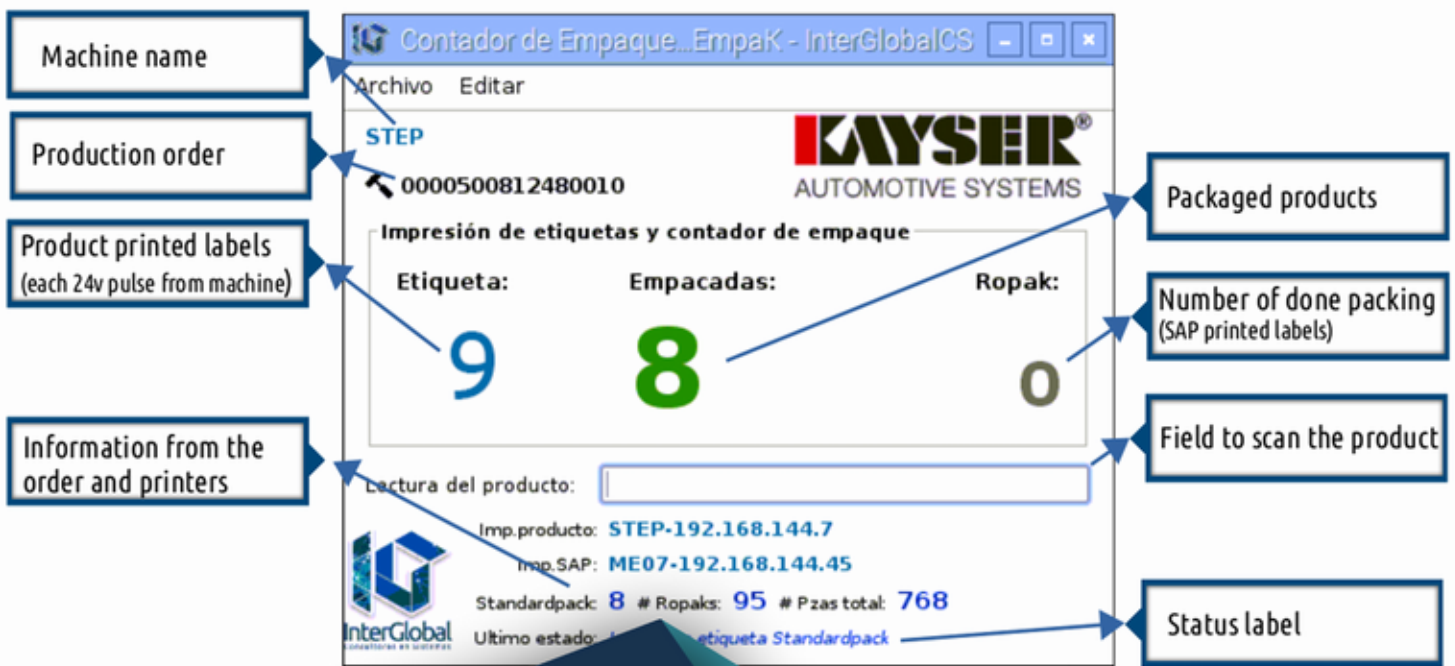 Machine name
Production order
Product printed labels
(each 24v pulse from machine)
Information from the
order and printers
Contador de Empaque...EmpaK - InterGlobalCS
Archivo Editar
STEP
KAYSER®
AUTOMOTIVE SYSTEMS
0000500812480010
Impresión de etiquetas y contador de empaque
Etiqueta: Empacadas: Ropak:
9 8 0
Lectura del producto:
Imp.producto: STEP-192.168.144.7
Imp.SAP: ME07-192.168.144.45
Standardpack: 8 # Ropaks: 95 # Pzas total: 768
Ultimo estado: etiqueta Standardpack
InterGlobal
Consultores en Sistemas
Packaged products
Number of done packing
(SAP printed labels)
Field to scan the product
Status label